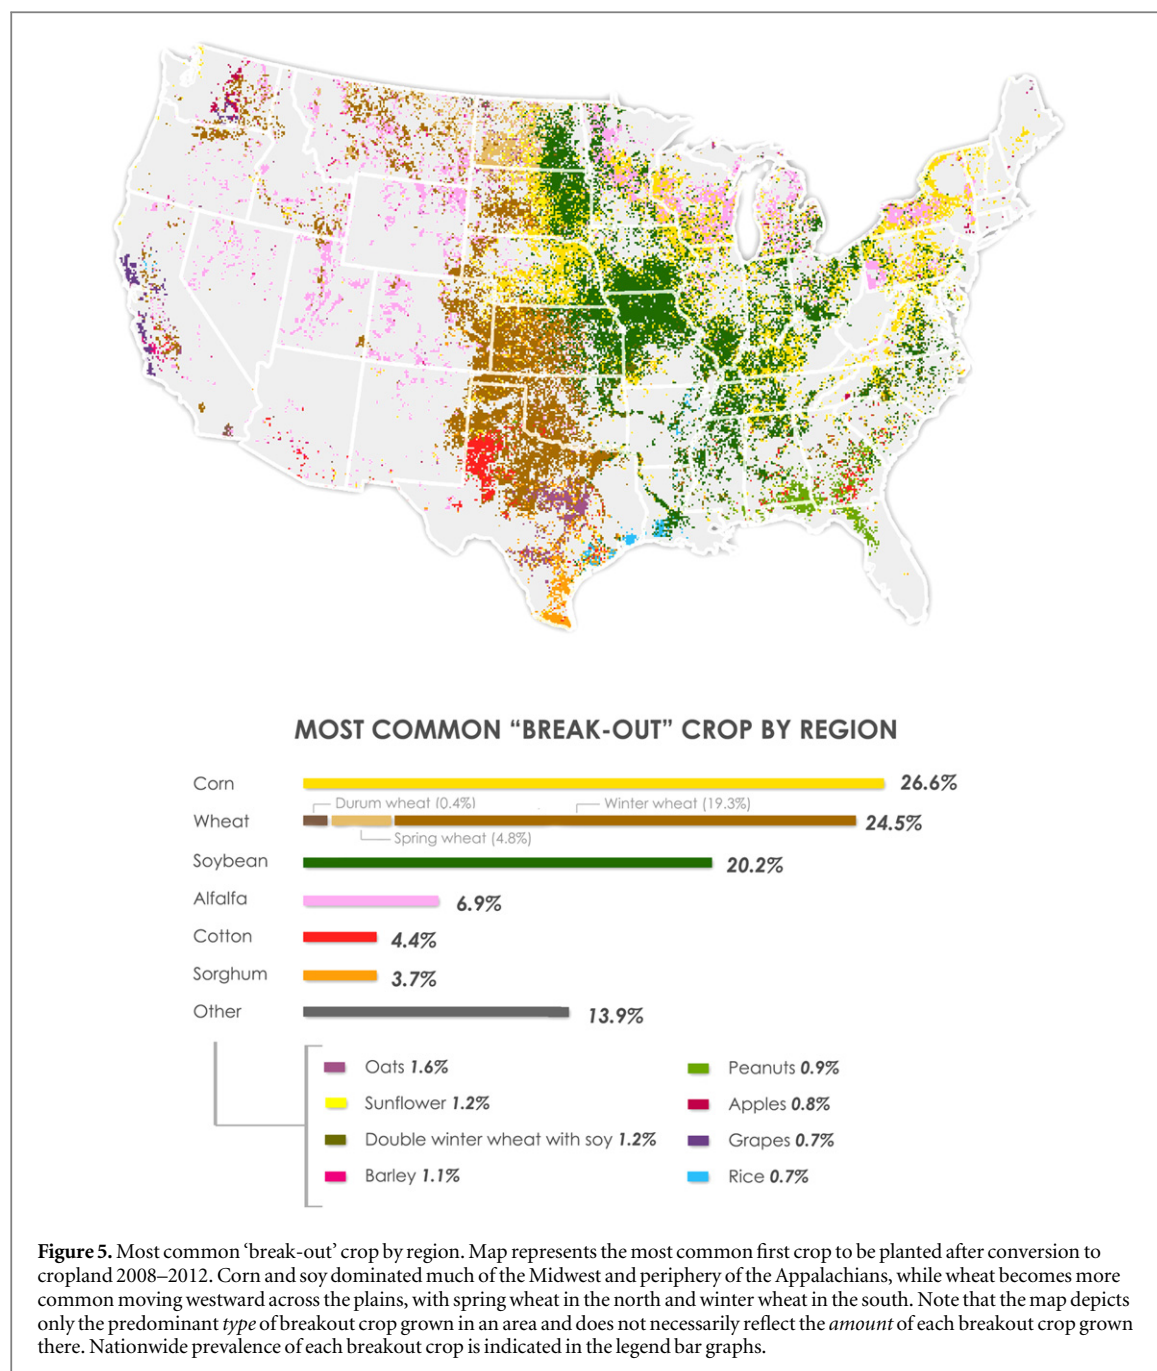 MOST COMMON “BREAK-OUT” CROP BY REGION
Corn 26.6%
Durum wheat (0.4%) Winter wheat (19.3%)
Wheat 24.5%
Spring wheat (4.8%)
Soybean 20.2%
Alfalfa 6.9%
Cotton 4.4%
Sorghum 3.7%
Other 13.9%
Oats 1.6% Peanuts 0.9%
Sunflower 1.2% Apples 0.8%
Double winter wheat with soy 1.2% Grapes 0.7%
Barley 1.1% Rice 0.7%
Figure 5. Most common ‘break-out’ crop by region. Map represents the most common first crop to be planted after conversion to
cropland 2008–2012. Corn and soy dominated much of the Midwest and periphery of the Appalachians, while wheat becomes more
common moving westward across the plains, with spring wheat in the north and winter wheat in the south. Note that the map depicts
only the predominant type of breakout crop grown in an area and does not necessarily reflect the amount of each breakout crop grown
there. Nationwide prevalence of each breakout crop is indicated in the legend bar graphs.